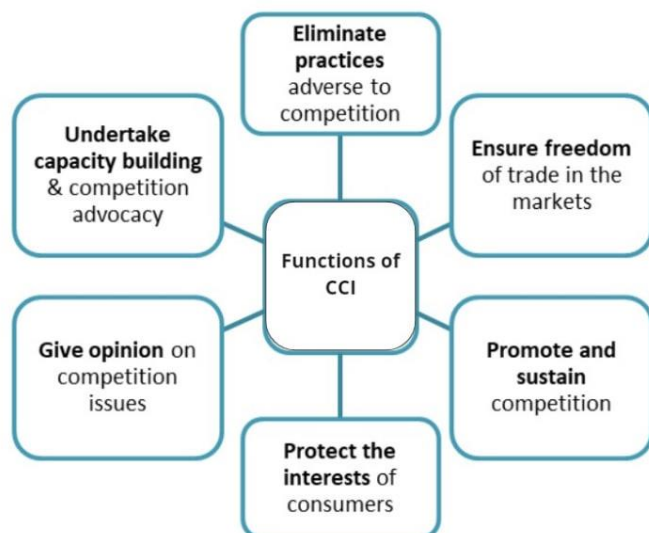 Eliminate
practices
adverse to
competition
Undertake
capacity building
& competition
advocacy
Ensure freedom
of trade in the
markets
Functions of
CCI
Give opinion on
competition
issues
Promote and
sustain
competition
Protect the
interests of
consumers